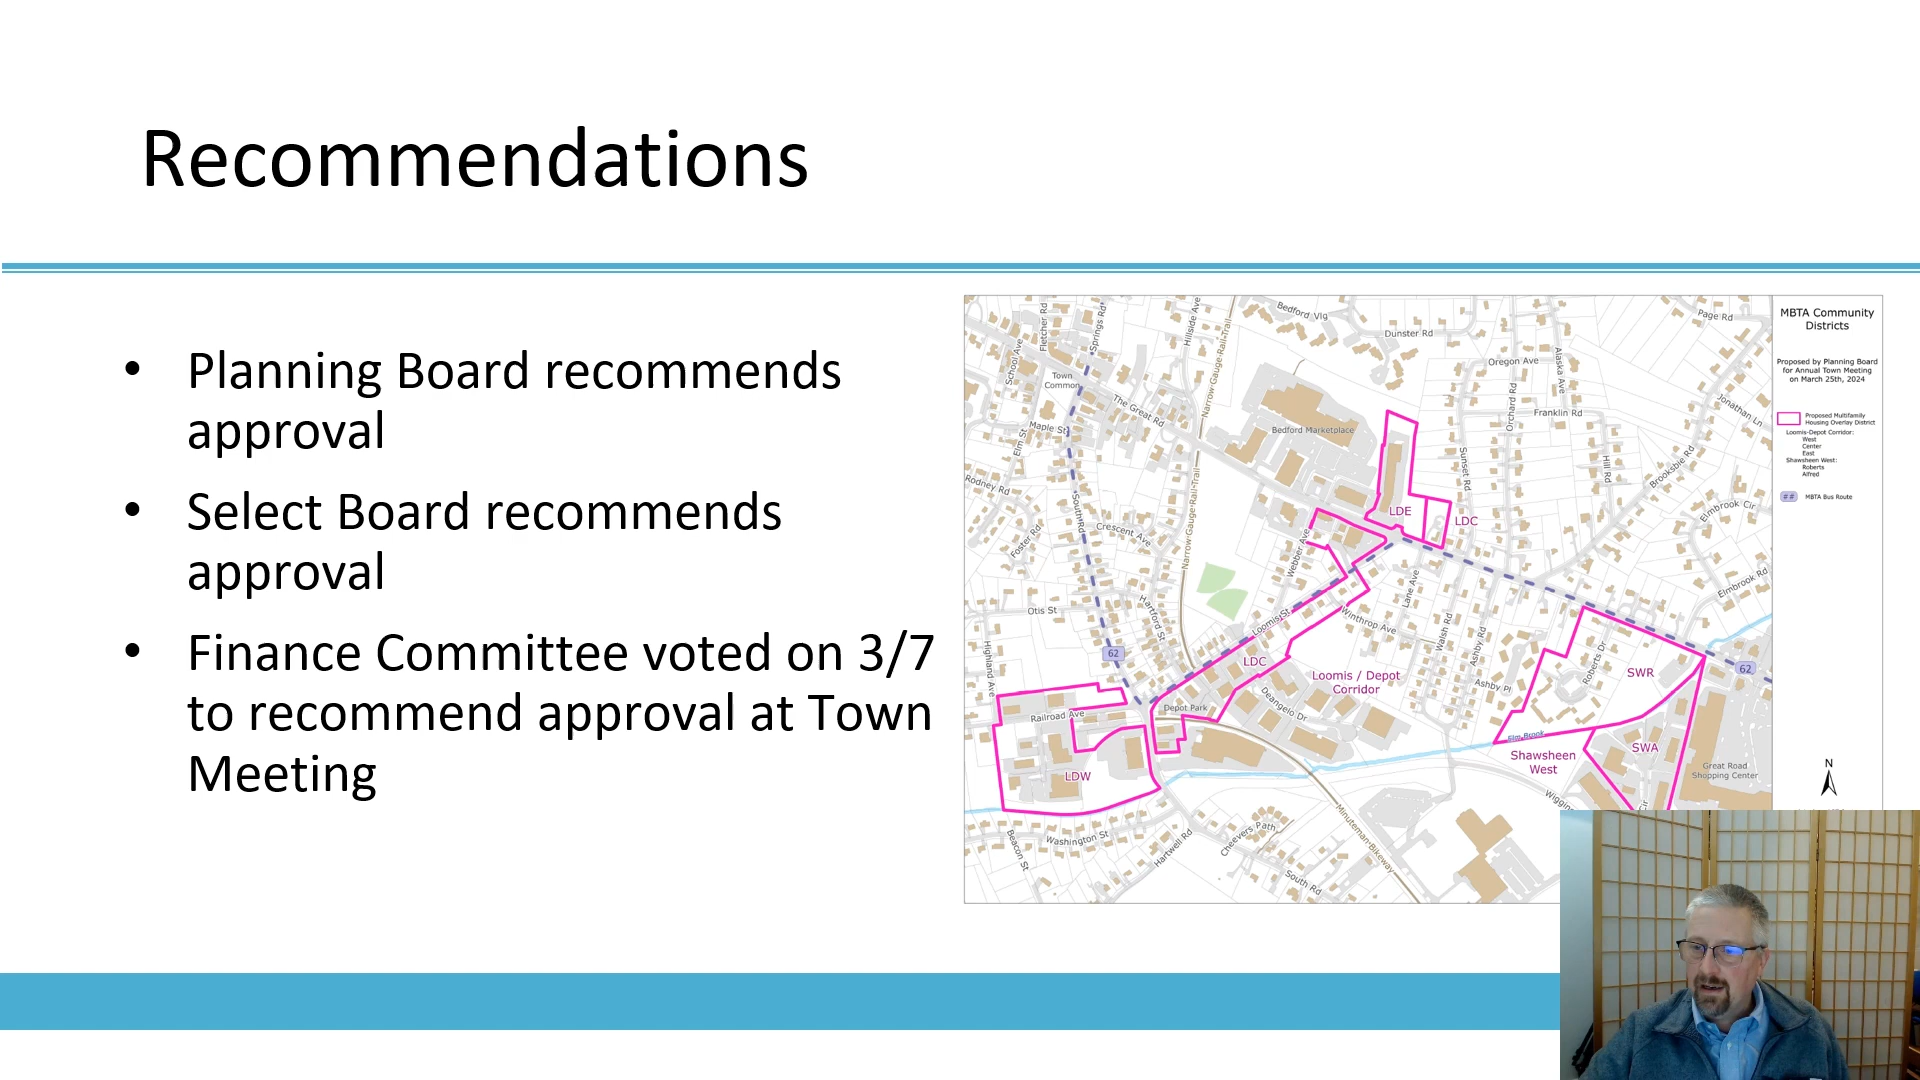 Recommendations
• Planning Board recommends
approval
• Select Board recommends
approval
• Finance Committee voted on 3/7
to recommend approval at Town
Meeting
MBTA Community
Districts
Proposed by Planning Board
for Annual Town Meeting
on March 25th, 2024
Proposed Multifamily
Housing Overlay District
Loomis-Depot Corridor:
West
Center
East
Shawsheen West:
Roberts
Alfred
## MBTA Bus Route
N
Fletcher Rd
Springs Rd
School Ave
Hillside Ave
Narrow-Gauge-Rail-Trail
Bedford Vlg
Dunster Rd
Page Rd
Oregon Ave
Alaska Ave
Town
Common
The Great Rd
Orchard Rd
Franklin Rd
Jonathan Ln
Maple St
Elm St
Bedford Marketplace
Sunset Rd
Hill Rd
Brooksbie Rd
Rodney Rd
South Rd
LDE
LDC
Elmbrook Cir
Foster Rd
Crescent Ave
Narrow-Gauge-Rail-Trail
Webber Ave
Lane Ave
Elmbrook Rd
Otis St
Hartford St
Loomis St
Winthrop Ave
Walsh Rd
Ashby Rd
Roberts Dr
Highland Ave
62
LDC
Loomis / Depot
Corridor
Ashby Pl
SWR
62
Railroad Ave
Depot Park
Deangelo Dr
Elm Brook
Shawsheen
West
SWA
Great Road
Shopping Center
LDW
Wiggins
Cir
Beacon St
Washington St
Hartwell Rd
Cheevers Path
Minuteman-Bikeway
South Rd